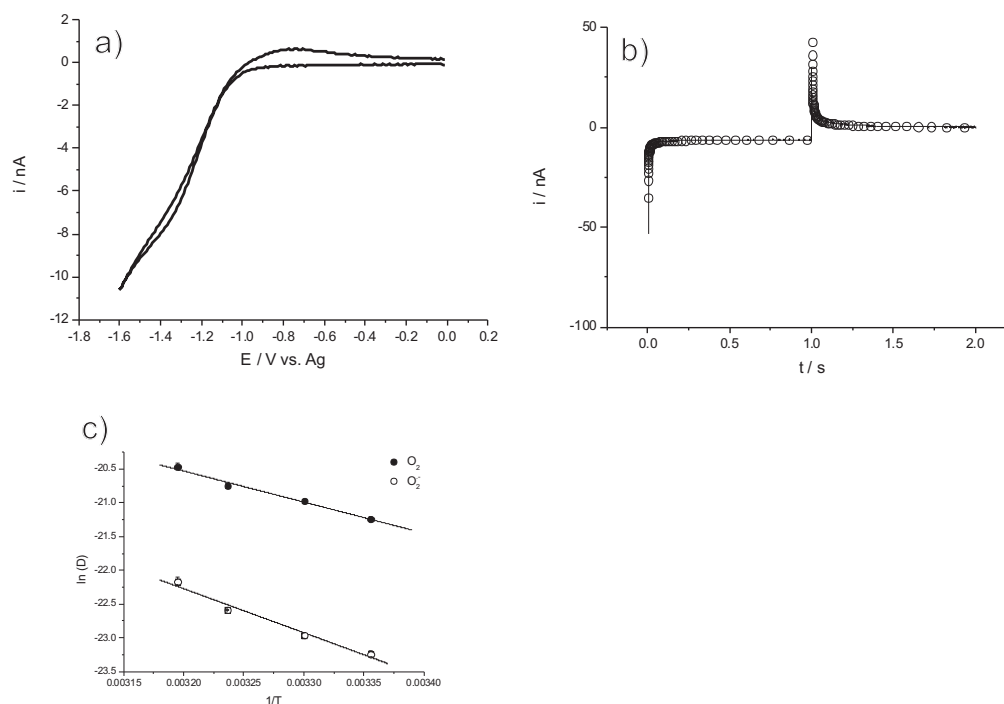 a)
2
0
-2
-4
-6
-8
-10
-12
i / nA
-1.8 -1.6 -1.4 -1.2 -1.0 -0.8 -0.6 -0.4 -0.2 0.0 0.2
E / V vs. Ag
b)
50
0
-50
-100
i / nA
0.0 0.5 1.0 1.5 2.0
t / s
c)
O2
O2-
-20.5
-21.0
-21.5
-22.0
-22.5
-23.0
-23.5
ln (D)
0.00315 0.00320 0.00325 0.00330 0.00335 0.00340
1/T